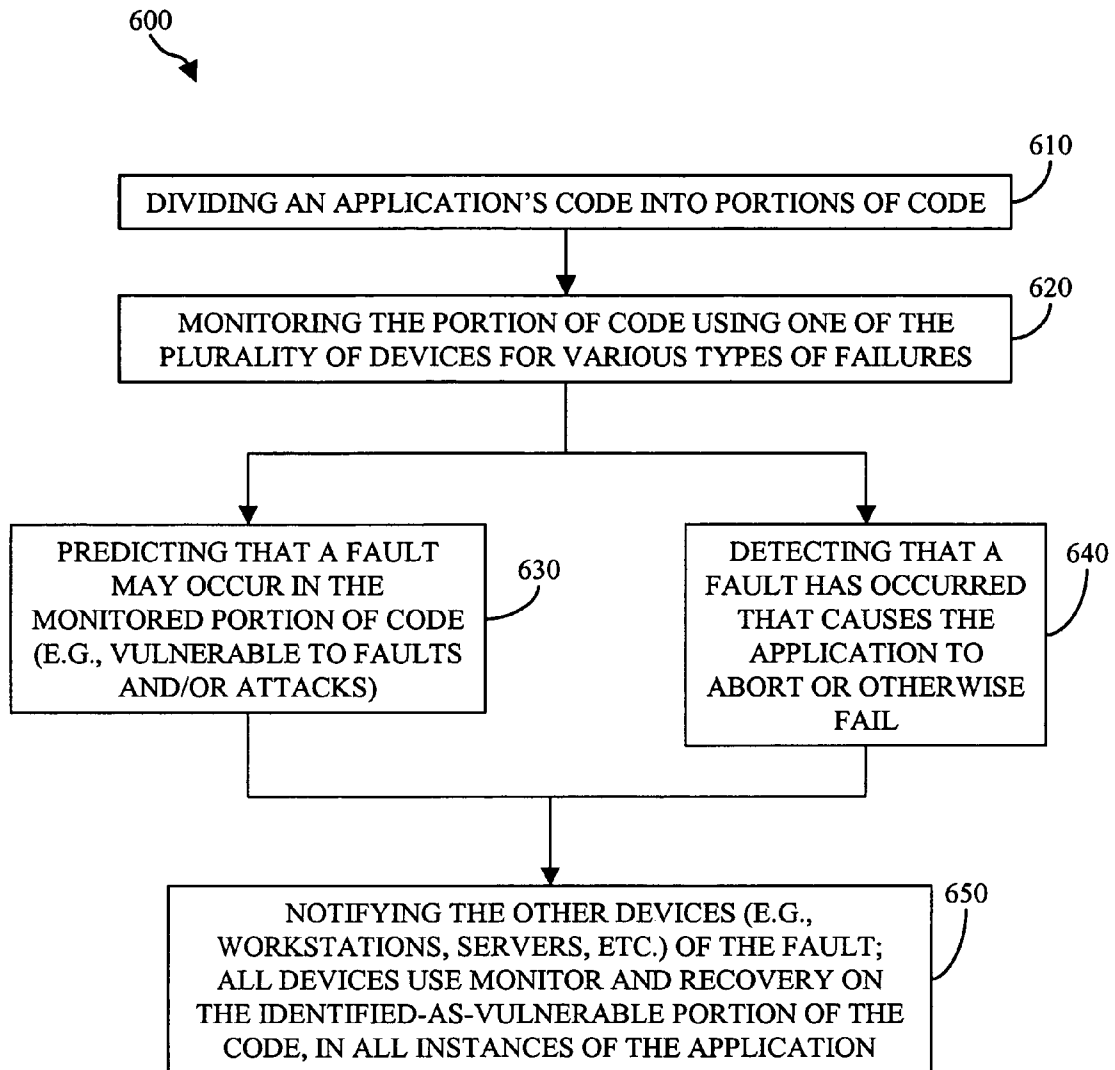 600
610
DIVIDING AN APPLICATION'S CODE INTO PORTIONS OF CODE
620
MONITORING THE PORTION OF CODE USING ONE OF THE
PLURALITY OF DEVICES FOR VARIOUS TYPES OF FAILURES
PREDICTING THAT A FAULT
MAY OCCUR IN THE
MONITORED PORTION OF CODE
(E.G., VULNERABLE TO FAULTS
AND/OR ATTACKS)
630
DETECTING THAT A
FAULT HAS OCCURRED
THAT CAUSES THE
APPLICATION TO
ABORT OR OTHERWISE
FAIL
640
650
NOTIFYING THE OTHER DEVICES (E.G.,
WORKSTATIONS, SERVERS, ETC.) OF THE FAULT;
ALL DEVICES USE MONITOR AND RECOVERY ON
THE IDENTIFIED-AS-VULNERABLE PORTION OF THE
CODE, IN ALL INSTANCES OF THE APPLICATION